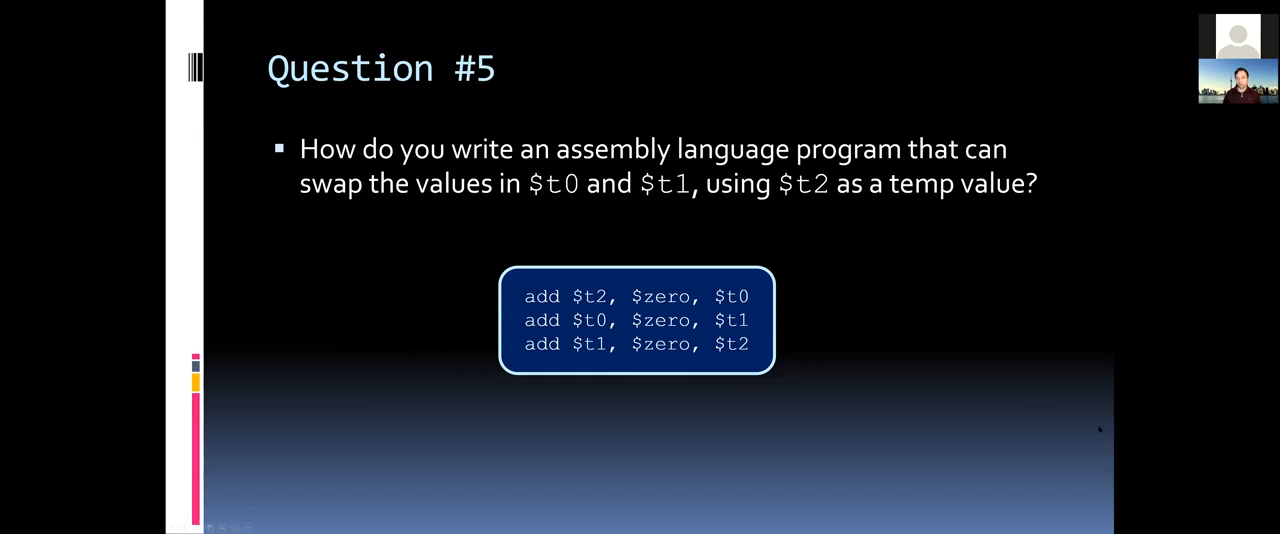 Question #5
How do you write an assembly language program that can
swap the values in $t0 and $t1, using $t2 as a temp value?
add $t2, $zero, $t0
add $t0, $zero, $t1
add $t1, $zero, $t2